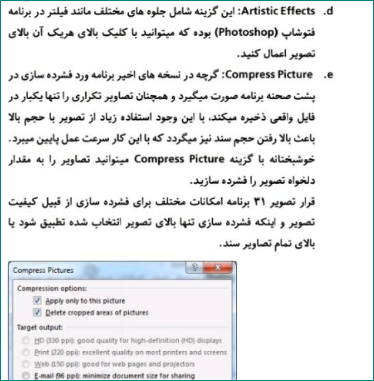 d. Artistic Effects: این گزینه شامل جلوه های مختلف مانند فیلتر در برنامه
فتوشاپ (Photoshop) بوده که میتوانید با کلیک بالای هریک آن بالای
تصویر اعمال کنید.
e. Compress Picture: گرچه در نسخه های اخیر برنامه ورد فشرده سازی در
پشت صحنه برنامه صورت میگیرد و همچنان تصاویر تکراری را تنها یکبار در
فایل واقعی ذخیره میکند، با این وجود استفاده زیاد از تصویر با حجم بالا
باعث بالا رفتن حجم سند نیز میگردد که با این کار سرعت عمل پایین میبرد.
خوشبختانه با گزینه Compress Picture میتوانید تصاویر را به مقدار
دلخواه تصویر را فشرده سازید.
قرار تصویر ۳۱ برنامه امکانات مختلف برای فشرده سازی از قبیل کیفیت
تصویر و اینکه فشرده سازی تنها بالای تصویر انتخاب شده تطبیق شود یا
بالای تمام تصاویر سند.
Compress Pictures
Compression options:
Apply only to this picture
Delete cropped areas of pictures
Target output:
HD (330 ppi): good quality for high-definition (HD) displays
Print (220 ppi): excellent quality on most printers and screens
Web (150 ppi): good for web pages and projectors
E-mail (96 ppi): minimize document size for sharing